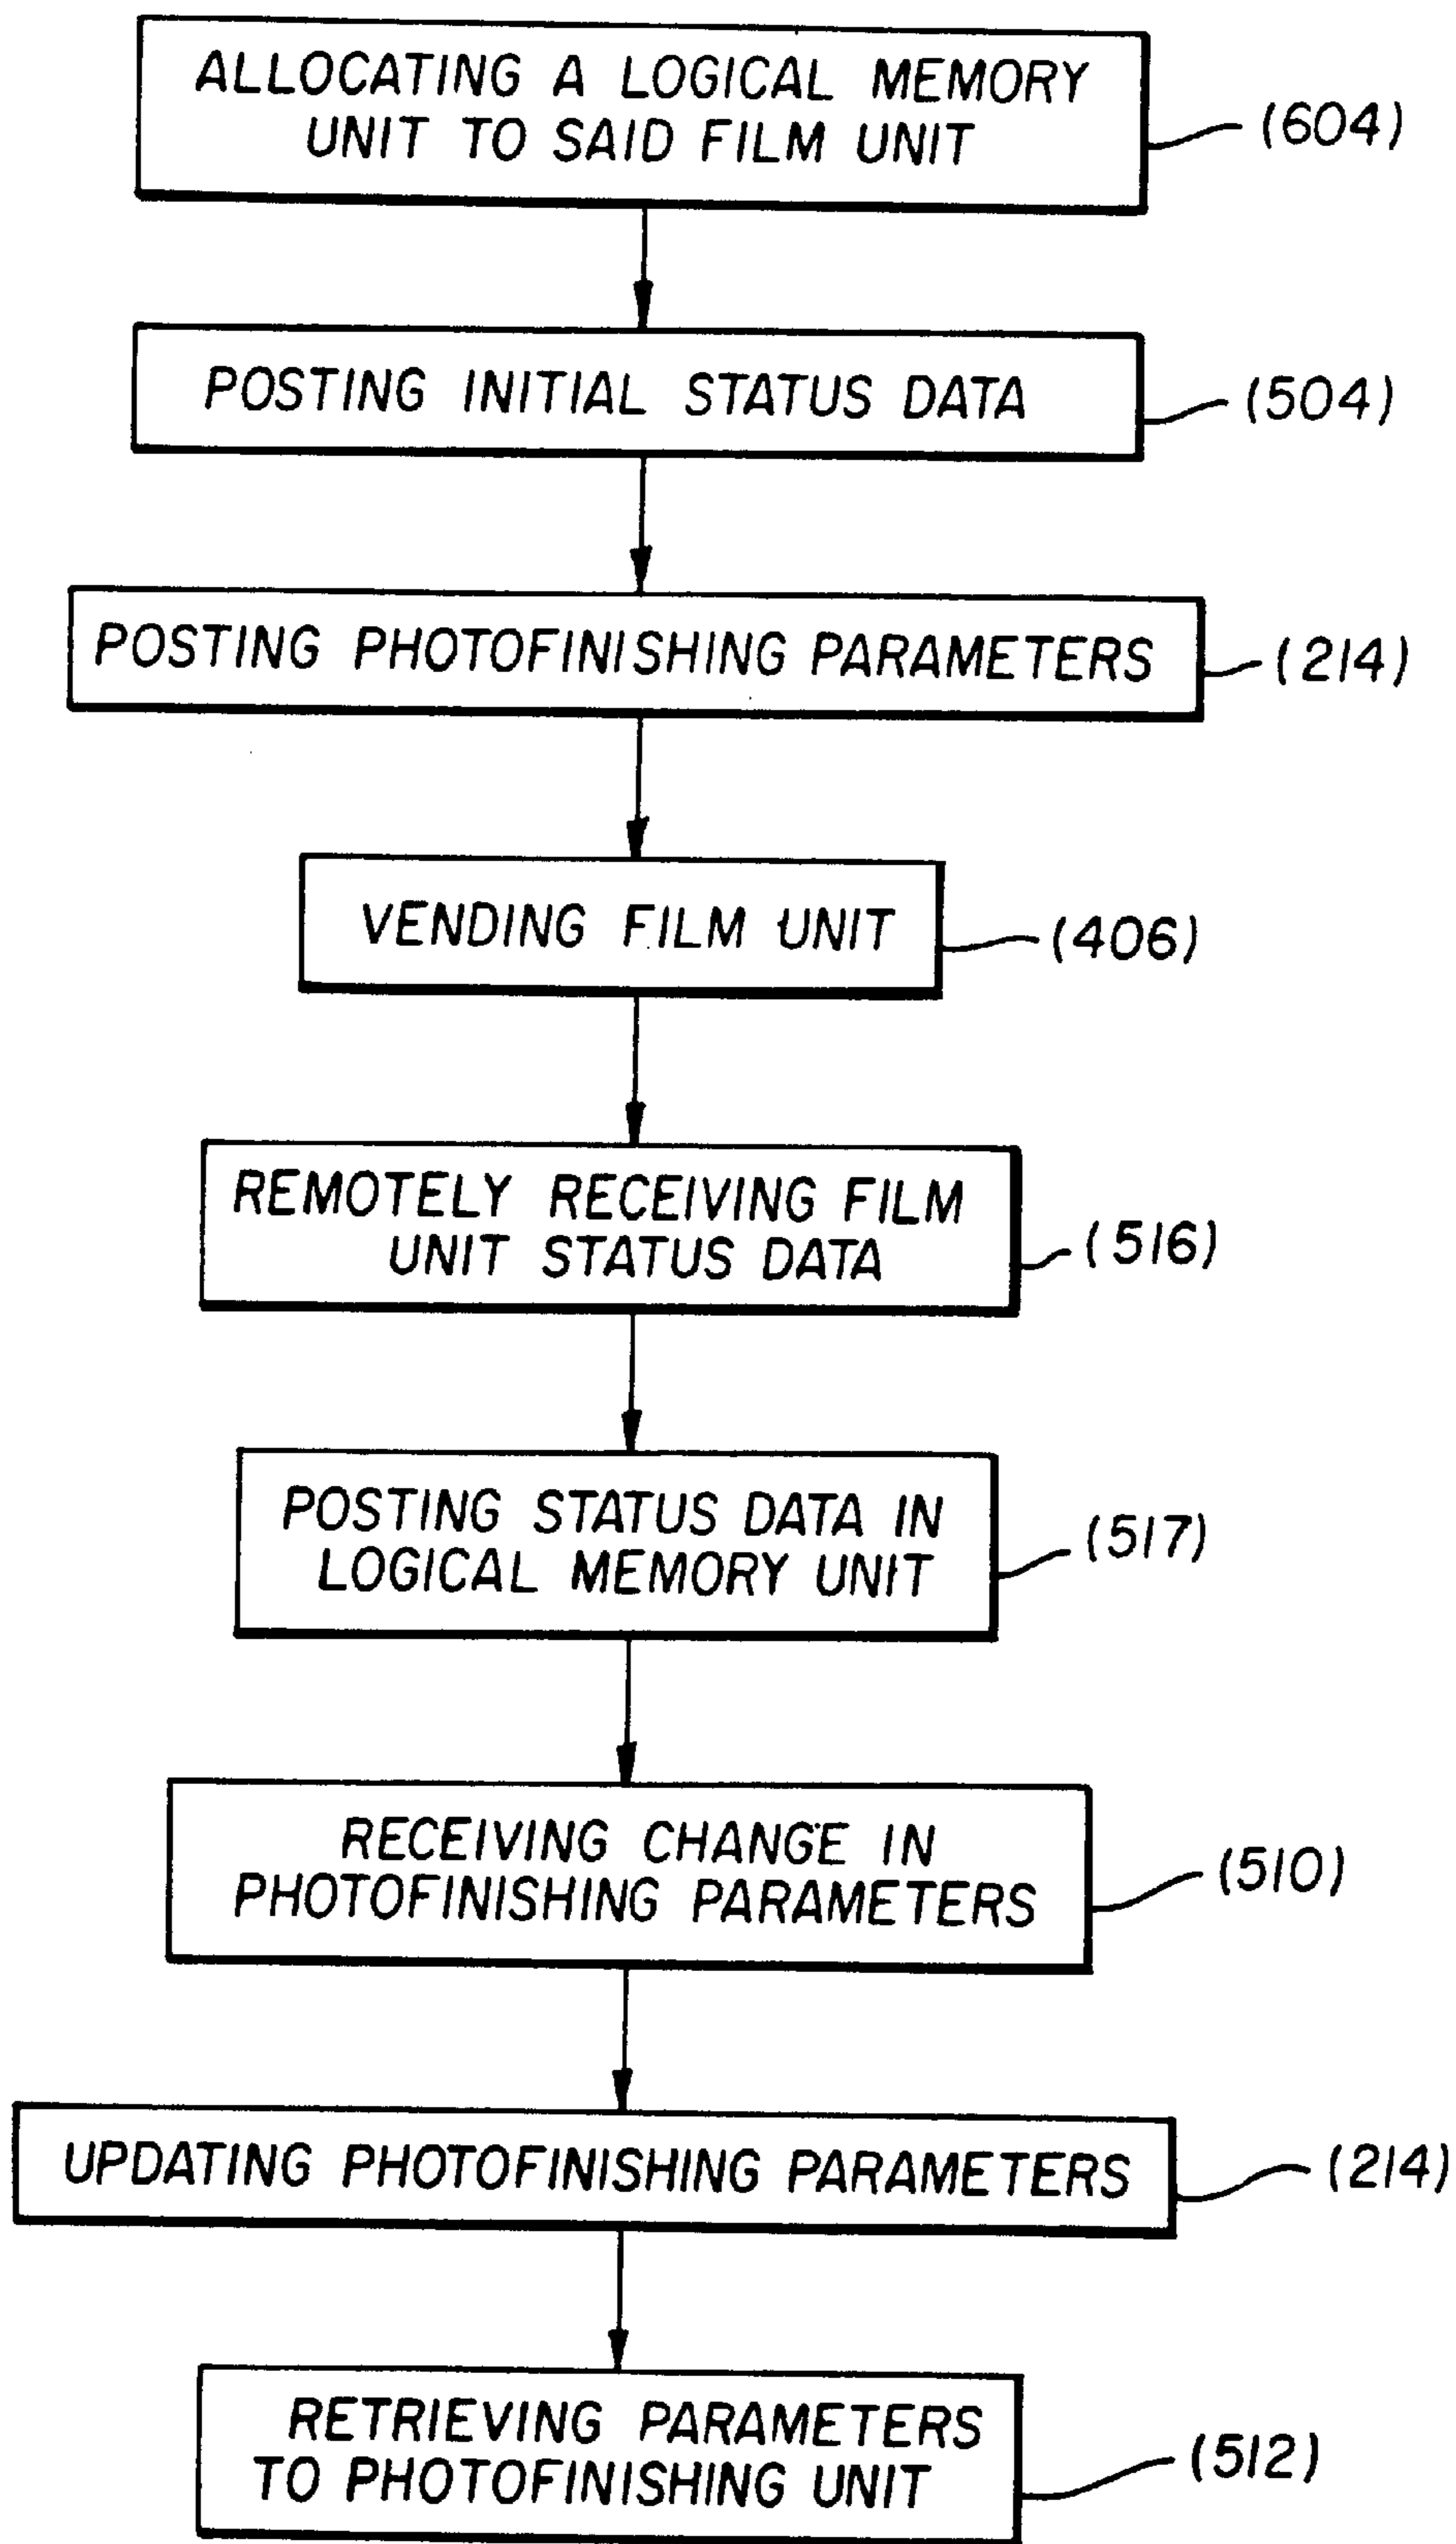 ALLOCATING A LOGICAL MEMORY
UNIT TO SAID FILM UNIT
(604)
POSTING INITIAL STATUS DATA
(504)
POSTING PHOTOFINISHING PARAMETERS
(214)
VENDING FILM UNIT
(406)
REMOTELY RECEIVING FILM
UNIT STATUS DATA
(516)
POSTING STATUS DATA IN
LOGICAL MEMORY UNIT
(517)
RECEIVING CHANGE IN
PHOTOFINISHING PARAMETERS
(510)
UPDATING PHOTOFINISHING PARAMETERS
(214)
RETRIEVING PARAMETERS
TO PHOTOFINISHING UNIT
(512)